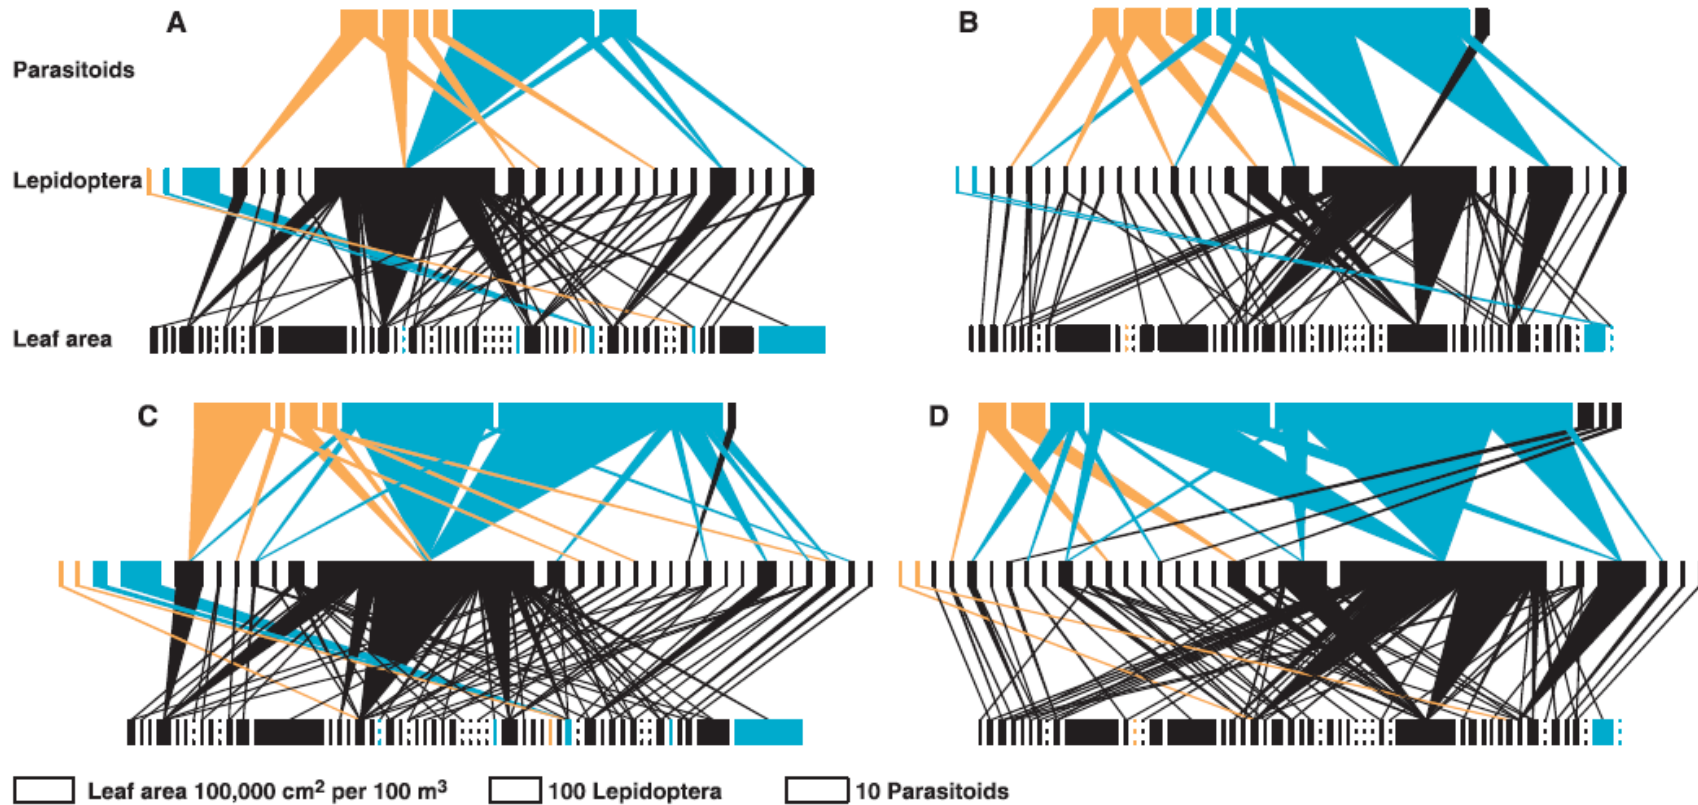 A
B
Parasitoids
Lepidoptera
Leaf area
C
D
Leaf area 100,000 cm² per 100 m³
100 Lepidoptera
10 Parasitoids